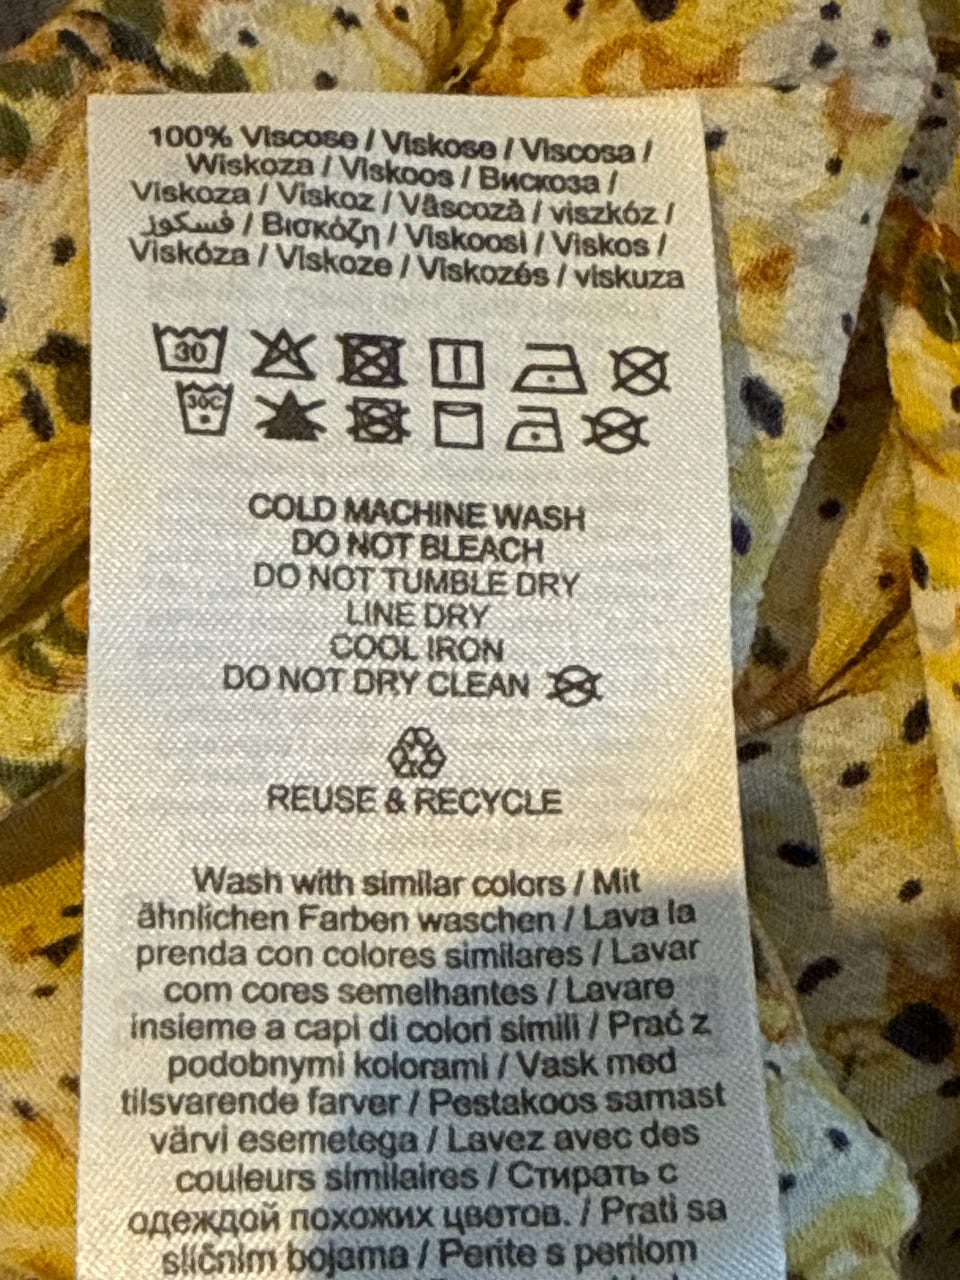 100% Viscose / Viskose / Viscosa /
Wiskoza / Viskoos / Вискоза /
Viskoza / Viskoz / Vâscoză / viszkóz /
فسكوز / Βισκόζη / Viskoosi / Viskos /
Viskóza / Viskoze / Viskozés / viskuza
30
30C
COLD MACHINE WASH
DO NOT BLEACH
DO NOT TUMBLE DRY
LINE DRY
COOL IRON
DO NOT DRY CLEAN
REUSE & RECYCLE
Wash with similar colors / Mit
ähnlichen Farben waschen / Lava la
prenda con colores similares / Lavar
com cores semelhantes / Lavare
insieme a capi di colori simili / Prać z
podobnymi kolorami / Vask med
tilsvarende farver / Pestakoos samast
värvi esemetega / Lavez avec des
couleurs similaires / Стирать с
одеждой похожих цветов. / Prati sa
sličnim bojama / Perite s perilom